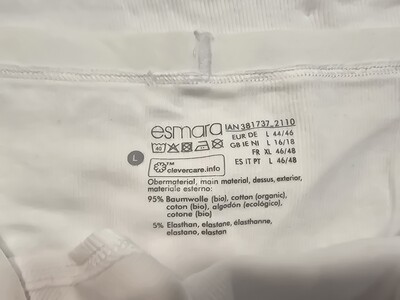 esmara
IAN 381737_2110
EUR DE L 44/46
GB IE NI L 16/18
FR XL 46/48
ES IT PT L 46/48
40
L
™
clevercare.info
Obermaterial, main material, dessus, exterior,
materiale esterno:
95% Baumwolle (bio), cotton (organic),
coton (bio), algodón (ecológico),
cotone (bio)
5% Elasthan, elastane, élasthanne,
elastano, elastan